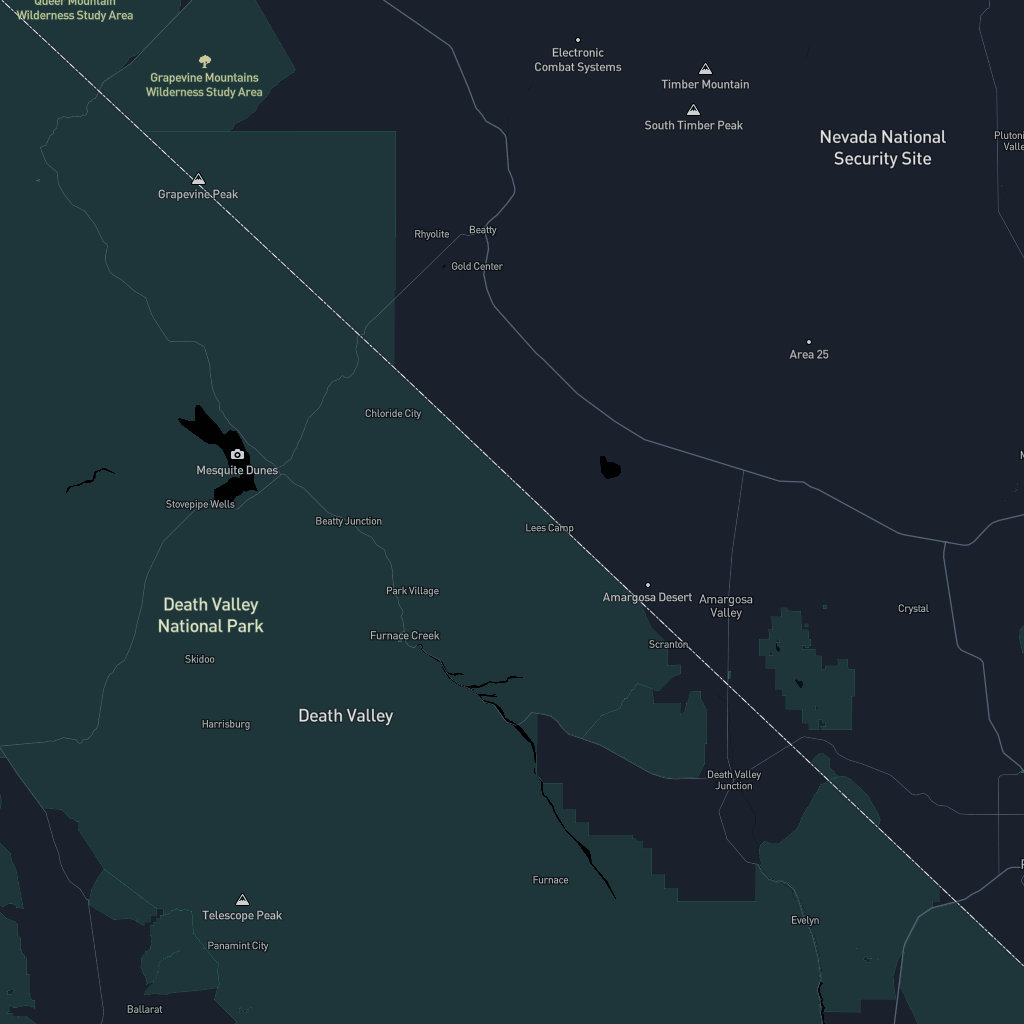 Queer Mountain
Wilderness Study Area
Grapevine Mountains
Wilderness Study Area
Electronic
Combat Systems
Timber Mountain
South Timber Peak
Nevada National
Security Site
Grapevine Peak
Rhyolite
Beatty
Gold Center
Area 25
Chloride City
Mesquite Dunes
Stovepipe Wells
Beatty Junction
Lees Camp
Park Village
Amargosa Desert
Amargosa
Valley
Crystal
Death Valley
National Park
Furnace Creek
Scranton
Skidoo
Harrisburg
Death Valley
Death Valley
Junction
Furnace
Telescope Peak
Evelyn
Panamint City
Ballarat